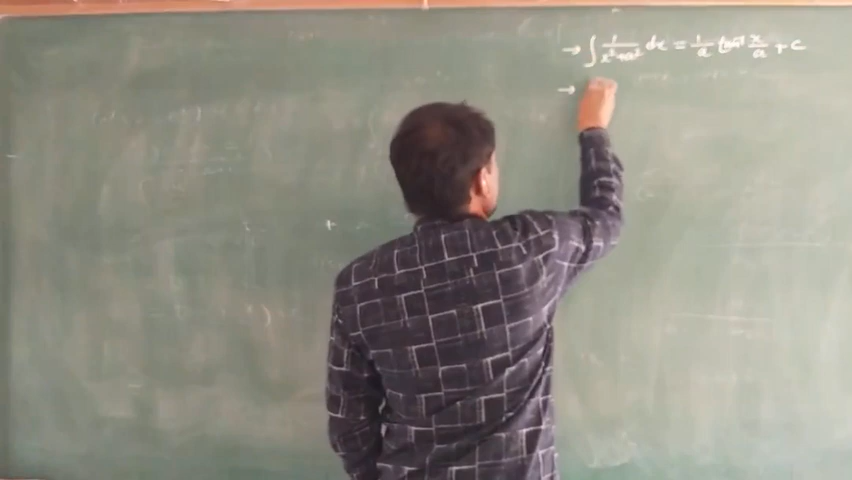 → ∫ 1/(x²+a²) dx = 1/a tan⁻¹ x/a + c
→